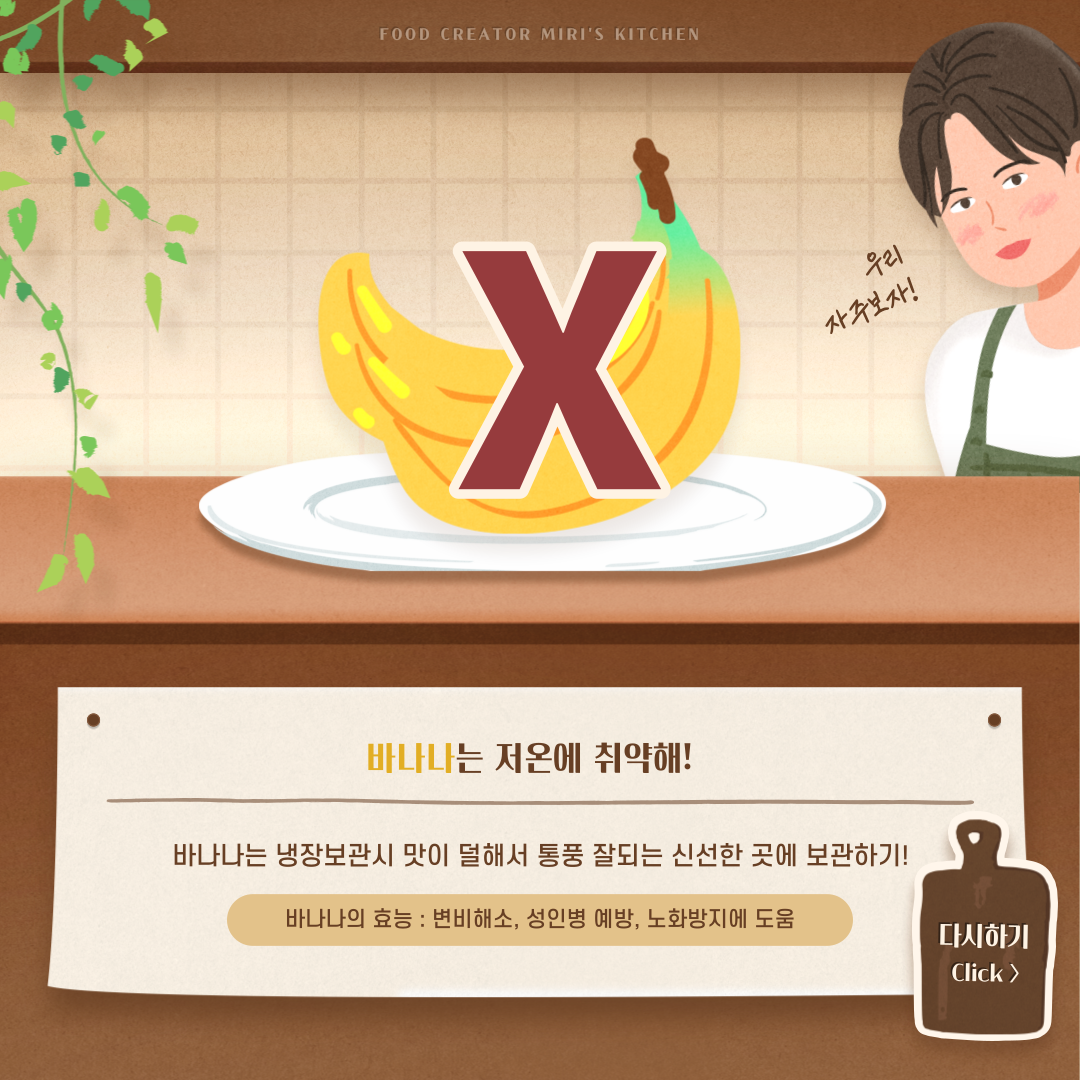 FOOD CREATOR MIRI'S KITCHEN
우리
자주보자!
X
바나나는 저온에 취약해!
바나나는 냉장보관시 맛이 덜해서 통풍 잘되는 신선한 곳에 보관하기!
바나나의 효능 : 변비해소, 성인병 예방, 노화방지에 도움
다시하기
Click 〉